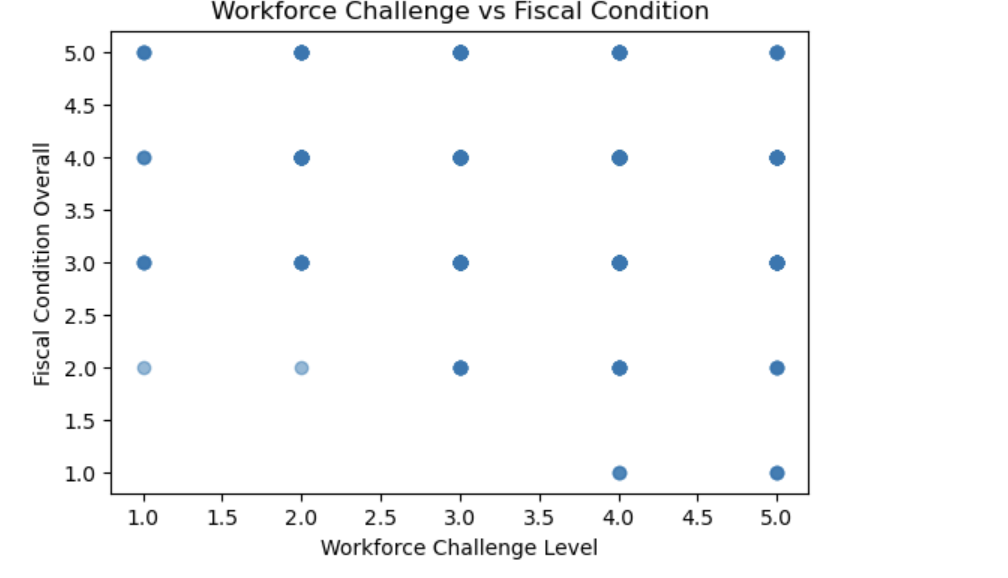 Workforce Challenge vs Fiscal Condition
5.0
4.5
4.0
3.5
3.0
2.5
2.0
1.5
1.0
Fiscal Condition Overall
1.0 1.5 2.0 2.5 3.0 3.5 4.0 4.5 5.0
Workforce Challenge Level